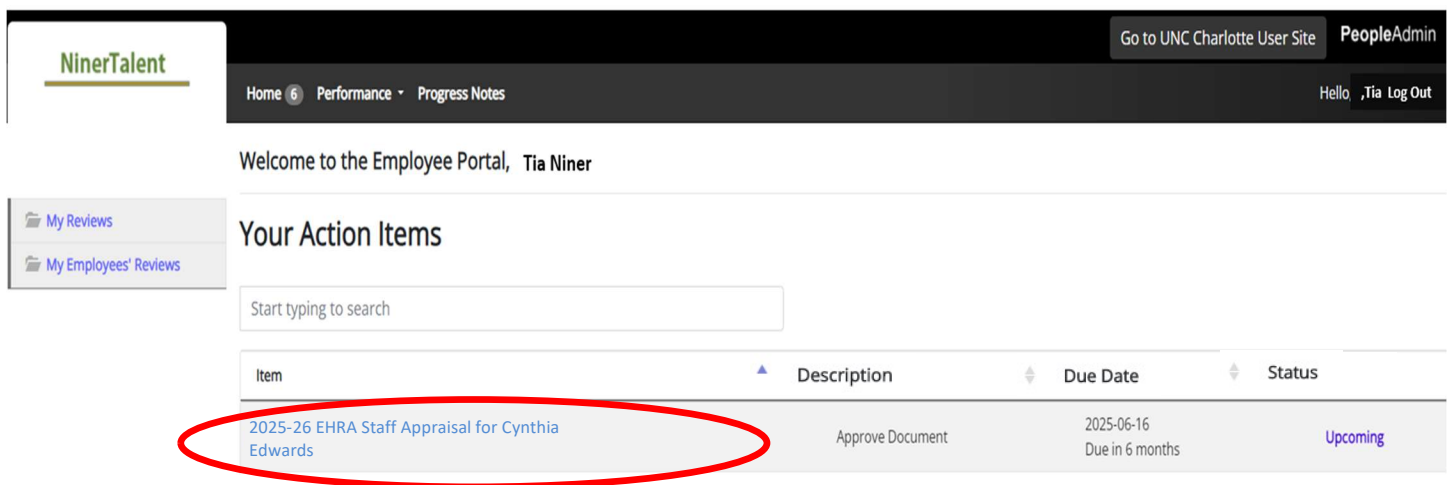 Go to UNC Charlotte User Site PeopleAdmin
NinerTalent
Home 6 Performance Progress Notes Hello, ,Tia Log Out
Welcome to the Employee Portal, Tia Niner
My Reviews
My Employees' Reviews
Your Action Items
Start typing to search
Item Description Due Date Status
2025-26 EHRA Staff Appraisal for Cynthia
Edwards
Approve Document
2025-06-16
Due in 6 months
Upcoming